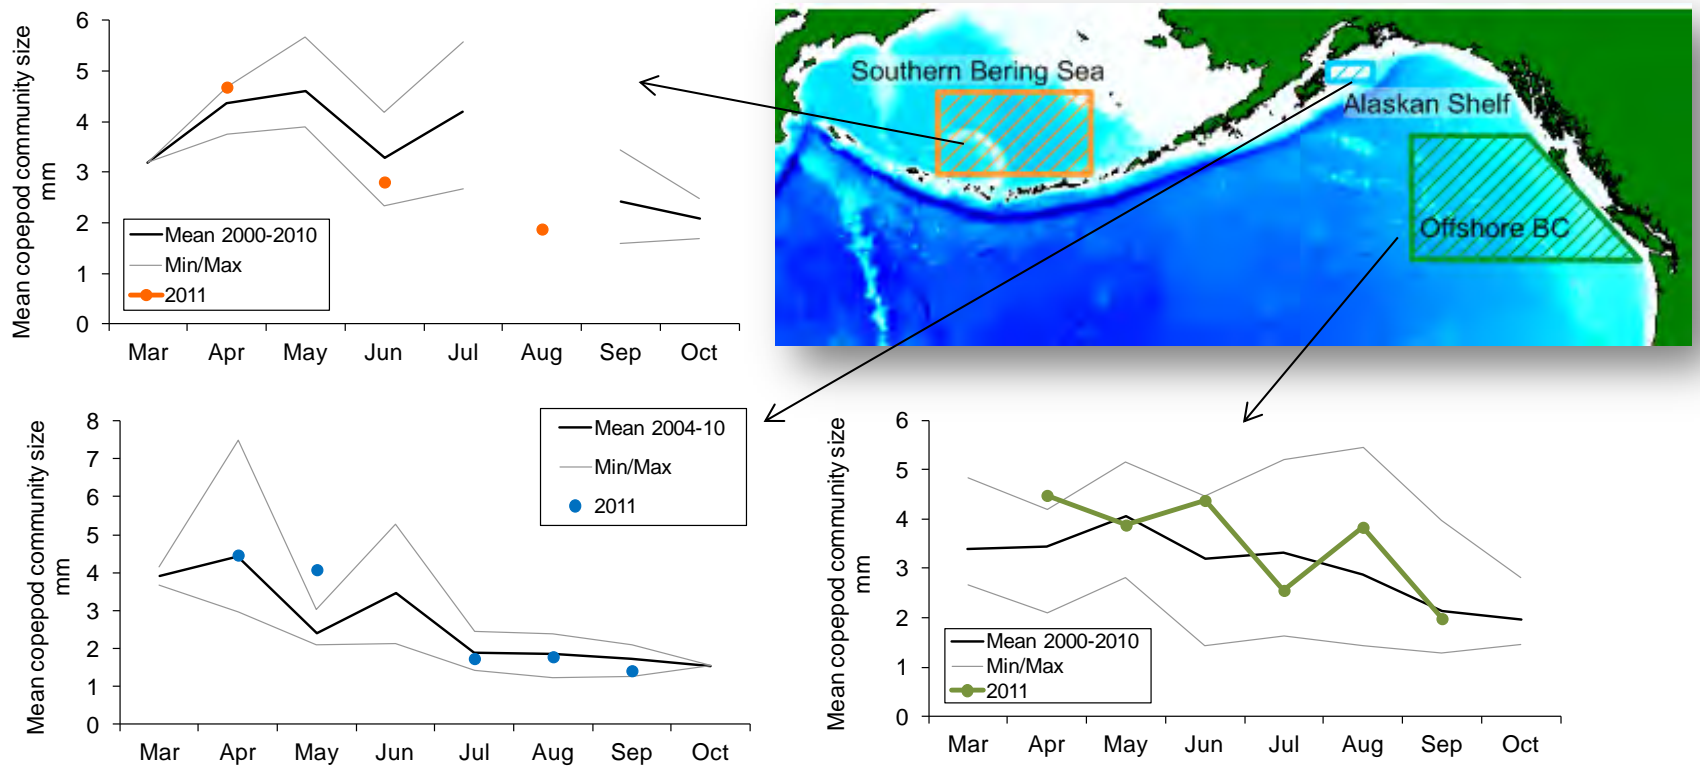 Mean copepod community size
mm
6
5
4
3
2
1
0
Mean 2000-2010
Min/Max
2011
Mar Apr May Jun Jul Aug Sep Oct
Southern Bering Sea
Alaskan Shelf
Offshore BC
Mean copepod community size
mm
8
7
6
5
4
3
2
1
0
Mean 2004-10
Min/Max
2011
Mar Apr May Jun Jul Aug Sep Oct
Mean copepod community size
mm
6
5
4
3
2
1
0
Mean 2000-2010
Min/Max
2011
Mar Apr May Jun Jul Aug Sep Oct